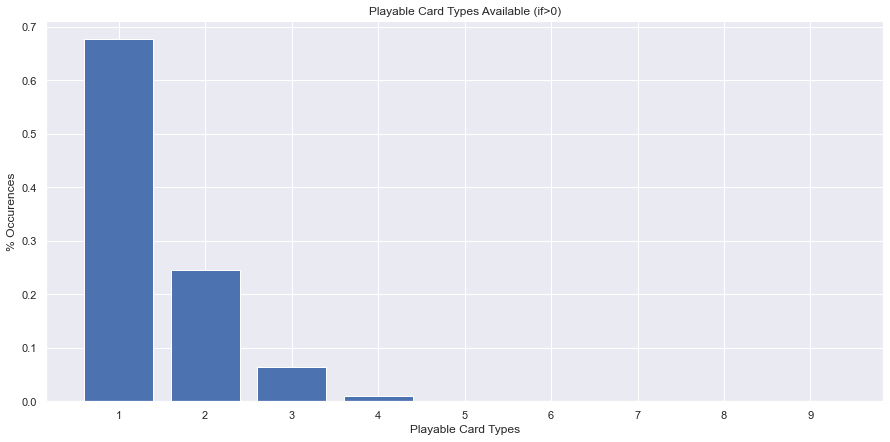 Playable Card Types Available (if>0)
0.7
0.6
0.5
0.4
0.3
0.2
0.1
0.0
% Occurences
1 2 3 4 5 6 7 8 9
Playable Card Types